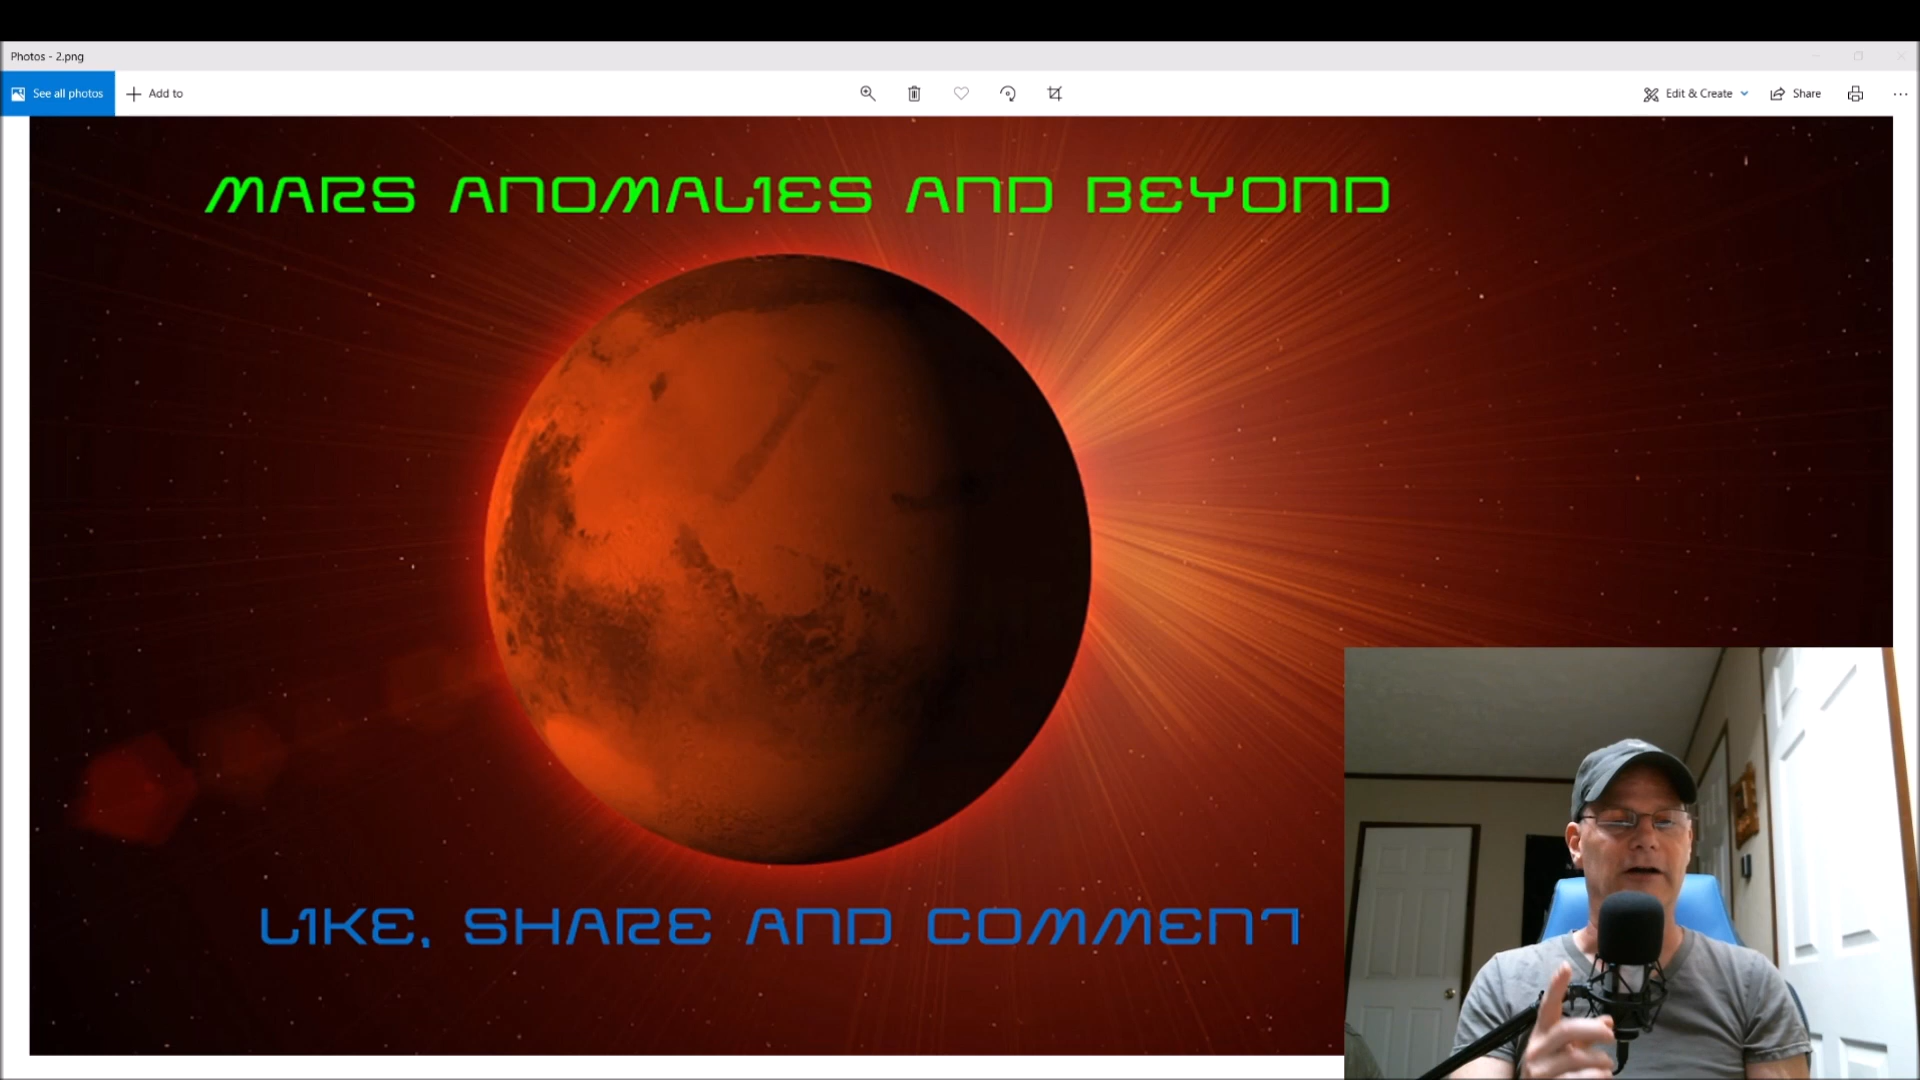 Photos - 2.png
See all photos
Add to
Edit & Create
Share
MARS ANOMALIES AND BEYOND
LIKE, SHARE AND COMMENT